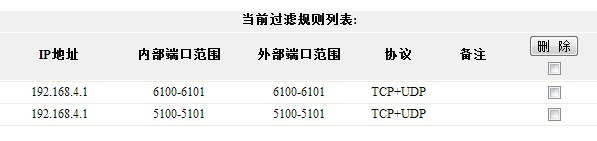 当前过滤规则列表:
IP地址 内部端口范围 外部端口范围 协议 备注 删 除
192.168.4.1 6100-6101 6100-6101 TCP+UDP
192.168.4.1 5100-5101 5100-5101 TCP+UDP